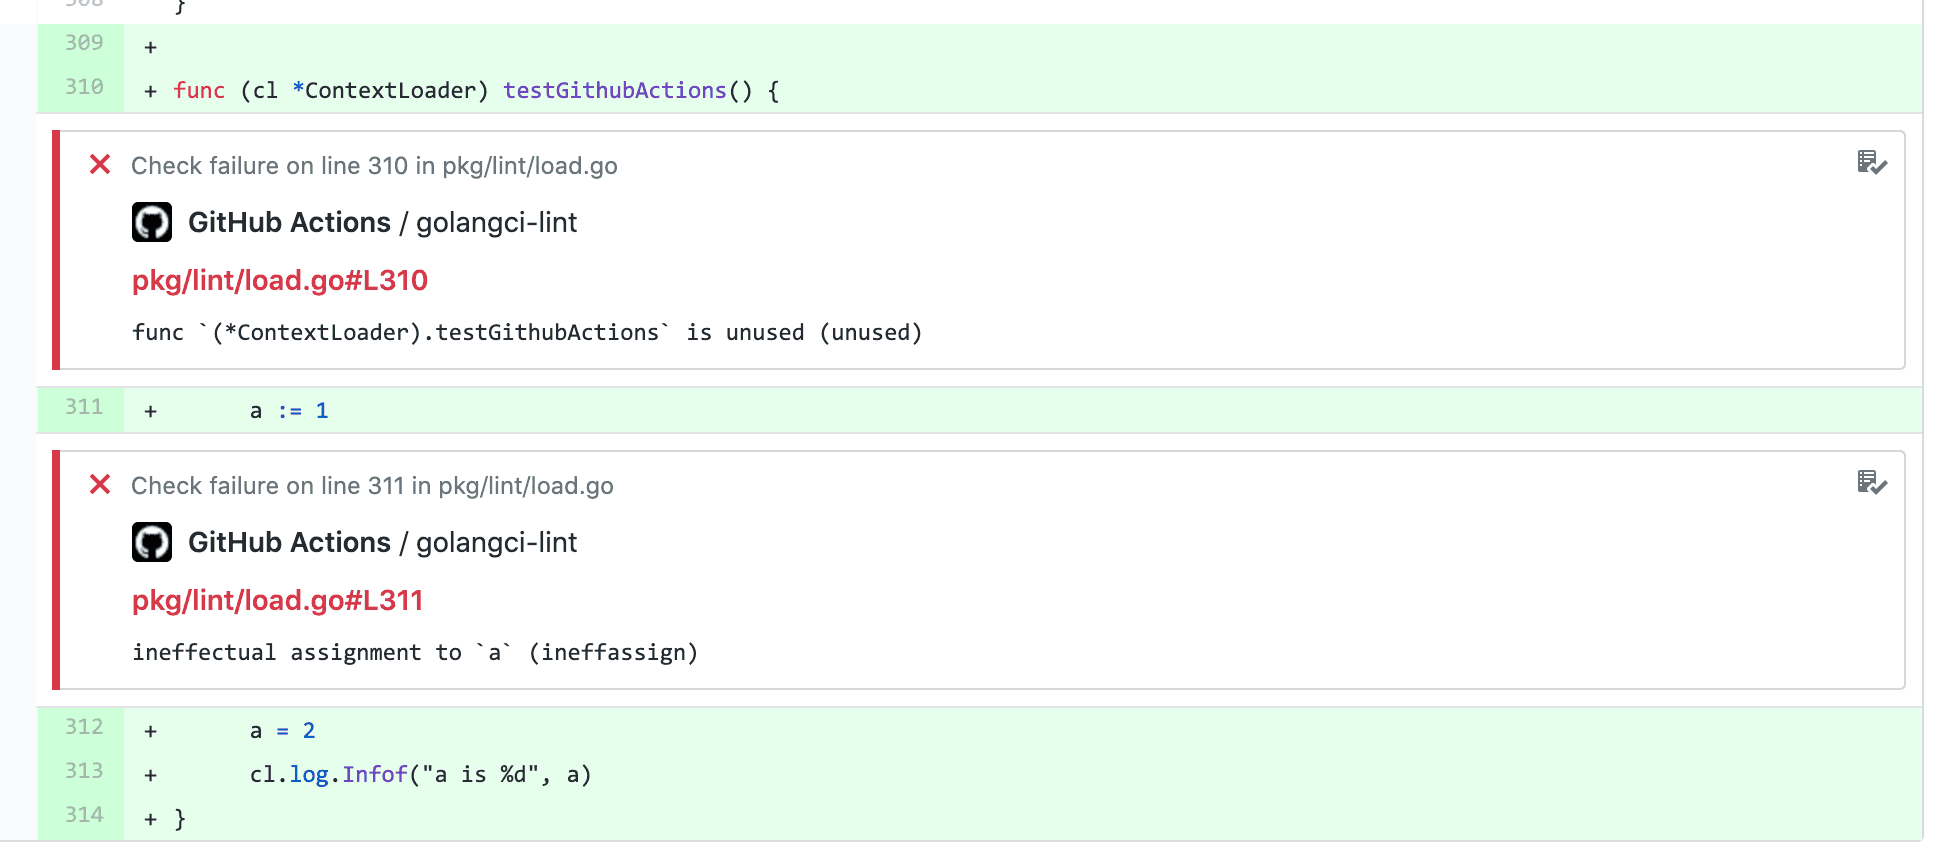 308 }
309 +
310 + func (cl *ContextLoader) testGithubActions() {
Check failure on line 310 in pkg/lint/load.go
GitHub Actions / golangci-lint
pkg/lint/load.go#L310
func `(*ContextLoader).testGithubActions` is unused (unused)
311 + a := 1
Check failure on line 311 in pkg/lint/load.go
GitHub Actions / golangci-lint
pkg/lint/load.go#L311
ineffectual assignment to `a` (ineffassign)
312 + a = 2
313 + cl.log.Infof("a is %d", a)
314 + }